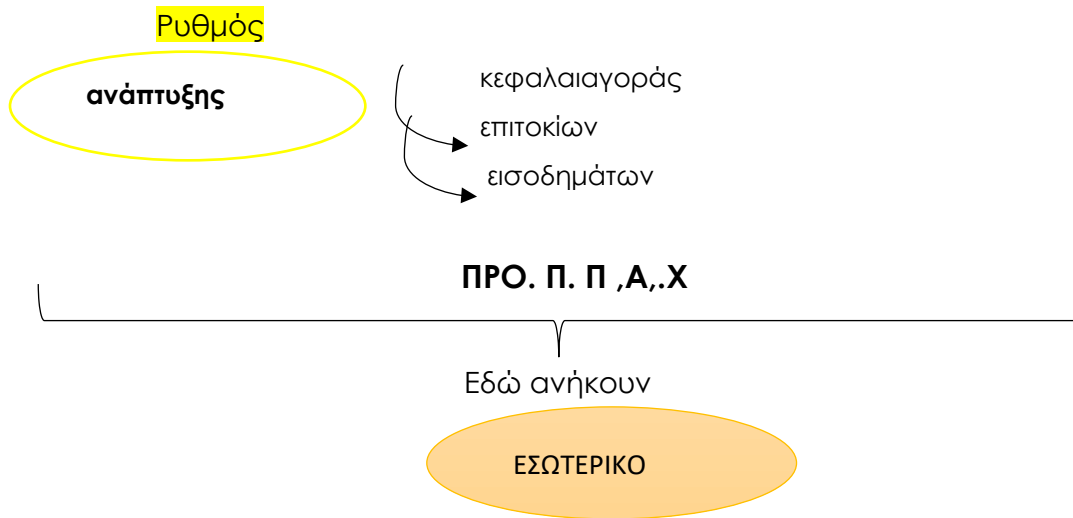 Ρυθμός
ανάπτυξης
κεφαλαιαγοράς
επιτοκίων
εισοδημάτων
ΠΡΟ. Π. Π ,Α,.Χ
Εδώ ανήκουν
ΕΣΩΤΕΡΙΚΟ